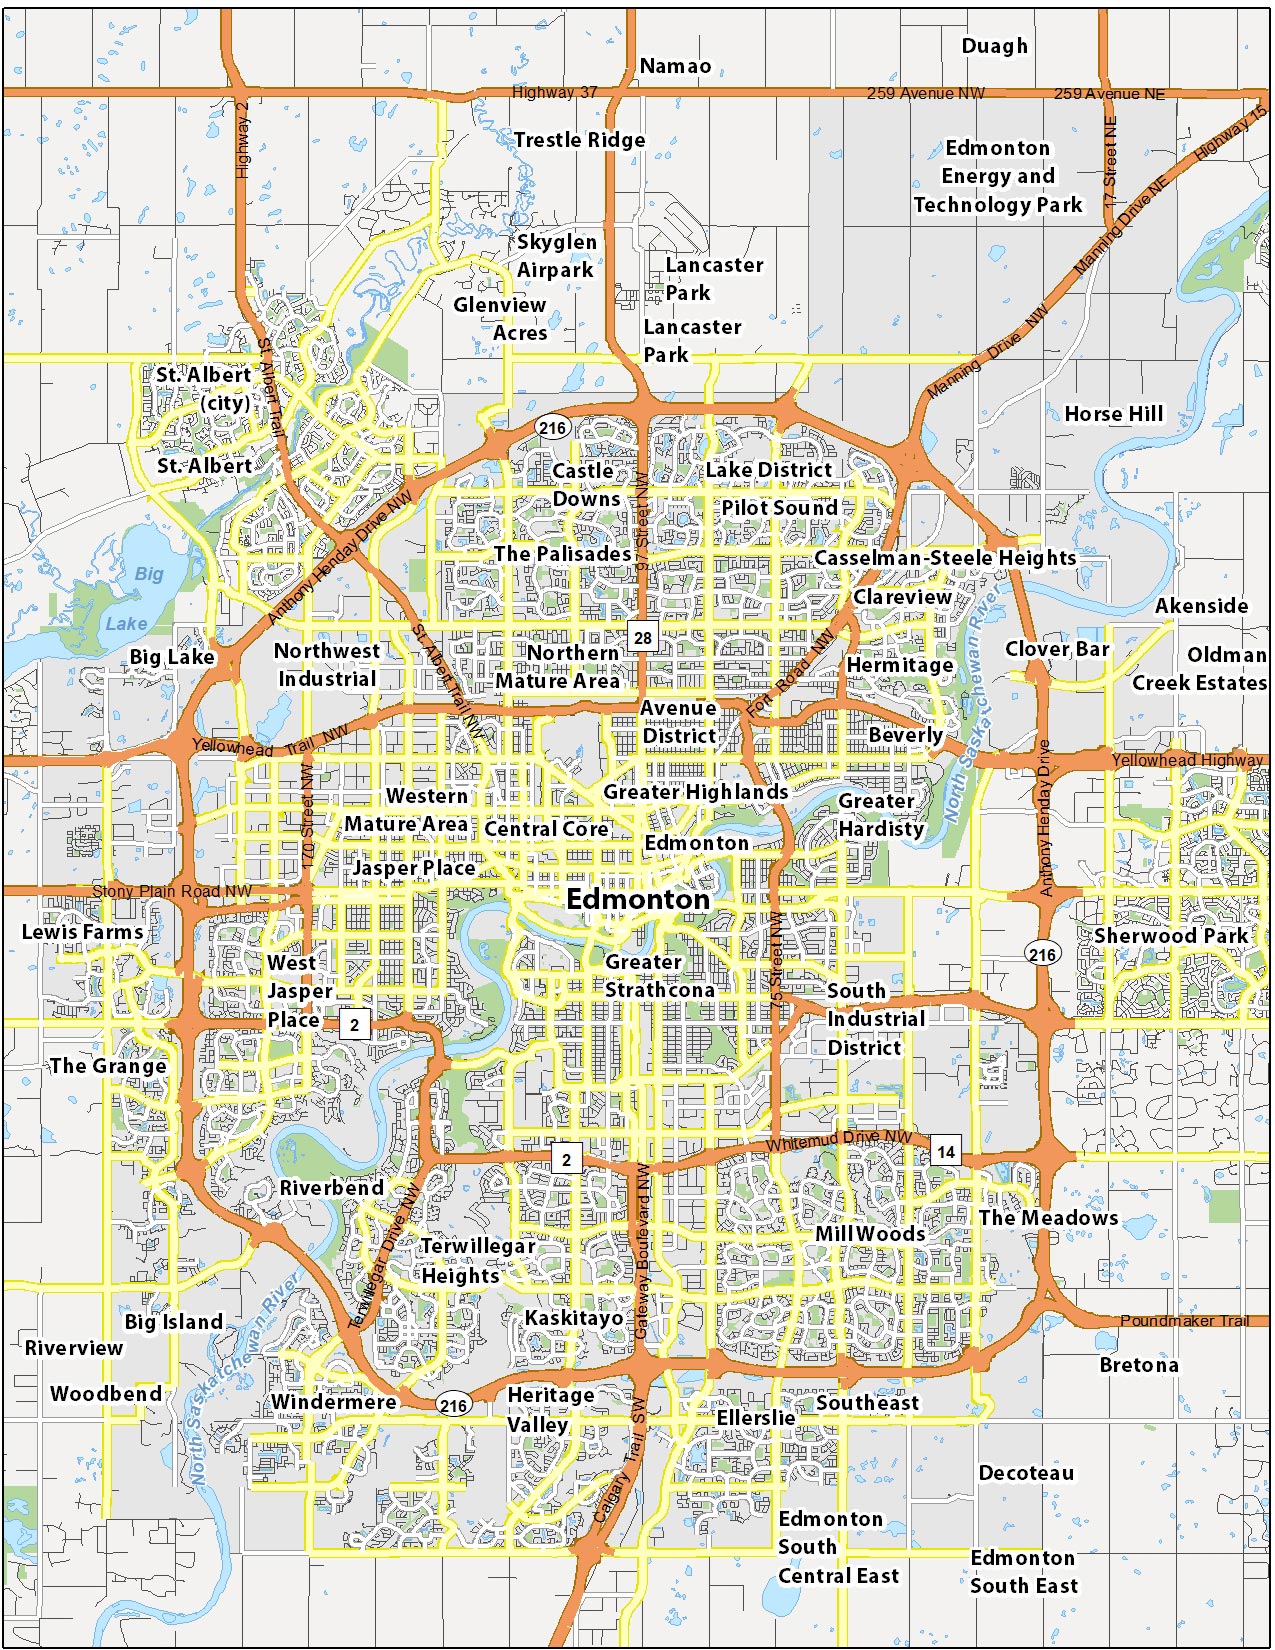 Duagh
Namao
Highway 37
259 Avenue NW
259 Avenue NE
Highway 2
Highway 15
Trestle Ridge
Edmonton
Energy and
Technology Park
17 Street NE
Manning Drive NE
Skyglen
Airpark
Lancaster
Park
Glenview
Acres
Lancaster
Park
Manning Drive NW
St. Albert Trail
St. Albert
(city)
Horse Hill
216
St. Albert
Castle
Downs
Lake District
Pilot Sound
97 Street NW
Anthony Henday Drive NW
The Palisades
Casselman-Steele Heights
Big
Lake
Clareview
Akenside
North Saskatchewan River
28
St. Albert Trail NW
Big Lake
Northwest
Industrial
Northern
Mature Area
Fort Road NW
Hermitage
Clover Bar
Oldman
Creek Estates
Avenue
District
Beverly
Yellowhead Trail NW
Yellowhead Highway
North Saskatchewan River
Anthony Henday Drive
170 Street NW
Western
Mature Area
Greater Highlands
Central Core
Greater
Hardisty
Edmonton
Jasper Place
Stony Plain Road NW
Edmonton
Lewis Farms
Sherwood Park
216
75 Street NW
West
Jasper
Place
Greater
Strathcona
South
Industrial
District
2
The Grange
Whitemud Drive NW
2
14
Riverbend
Terwillegar Drive NW
Gateway Boulevard NW
The Meadows
Mill Woods
Terwillegar
Heights
Big Island
Kaskitayo
Poundmaker Trail
Riverview
North Saskatchewan River
Bretona
Woodbend
Windermere
216
Heritage
Valley
Ellerslie
Southeast
Calgary Trail SW
Decoteau
Edmonton
South
Central East
Edmonton
South East